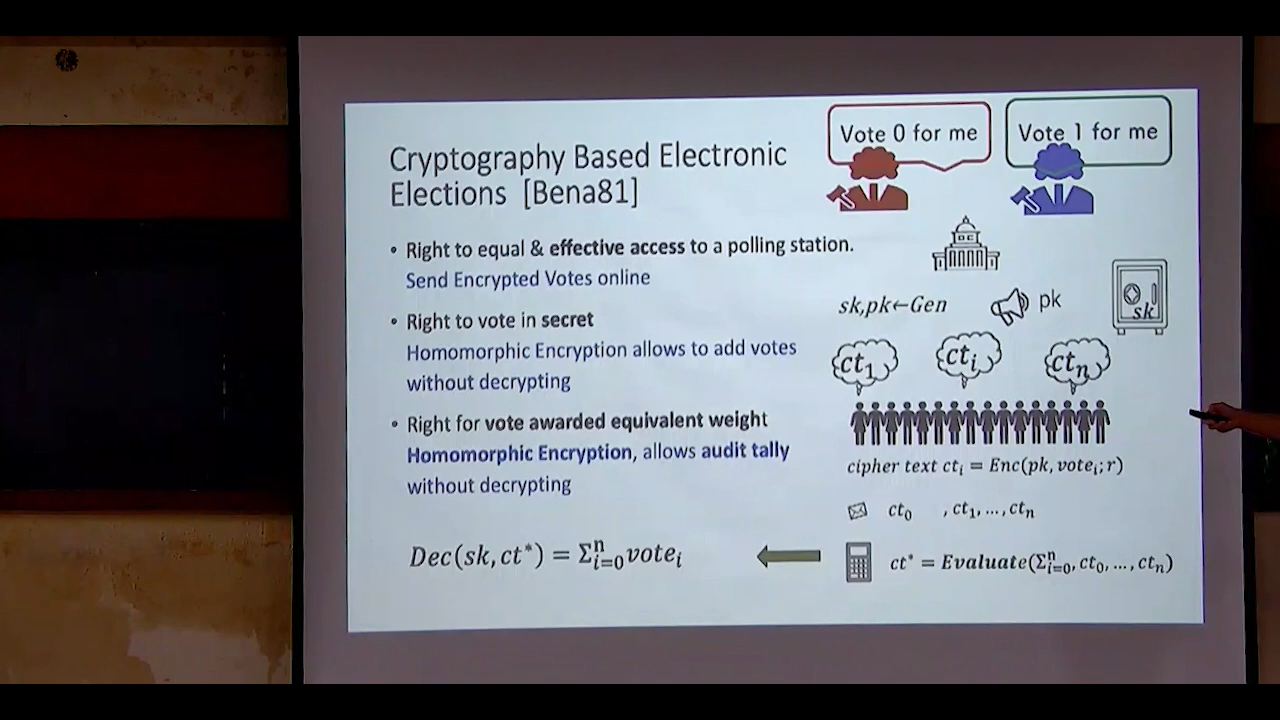 Vote 0 for me
Vote 1 for me
Cryptography Based Electronic
Elections [Bena81]
• Right to equal & effective access to a polling station.
Send Encrypted Votes online
• Right to vote in secret
Homomorphic Encryption allows to add votes
without decrypting
• Right for vote awarded equivalent weight
Homomorphic Encryption, allows audit tally
without decrypting
Dec(sk, ct*) = Σⁿᵢ₌₀voteᵢ
sk,pk←Gen
pk
sk
ct₁
ctᵢ
ctₙ
cipher text ctᵢ = Enc(pk, voteᵢ; r)
ct₀ , ct₁, ... , ctₙ
ct* = Evaluate(Σⁿᵢ₌₀, ct₀, ... , ctₙ)